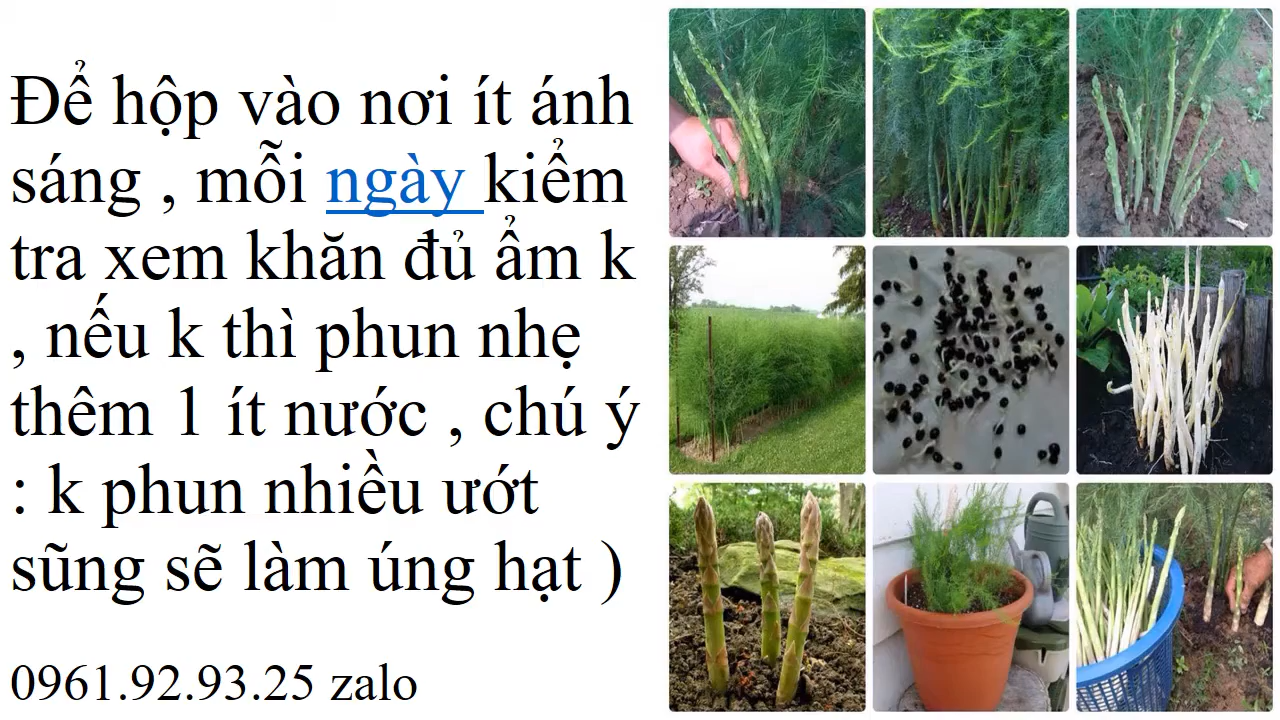 Để hộp vào nơi ít ánh
sáng , mỗi ngày kiểm
tra xem khăn đủ ẩm k
, nếu k thì phun nhẹ
thêm 1 ít nước , chú ý
: k phun nhiều ướt
sũng sẽ làm úng hạt )
0961.92.93.25 zalo